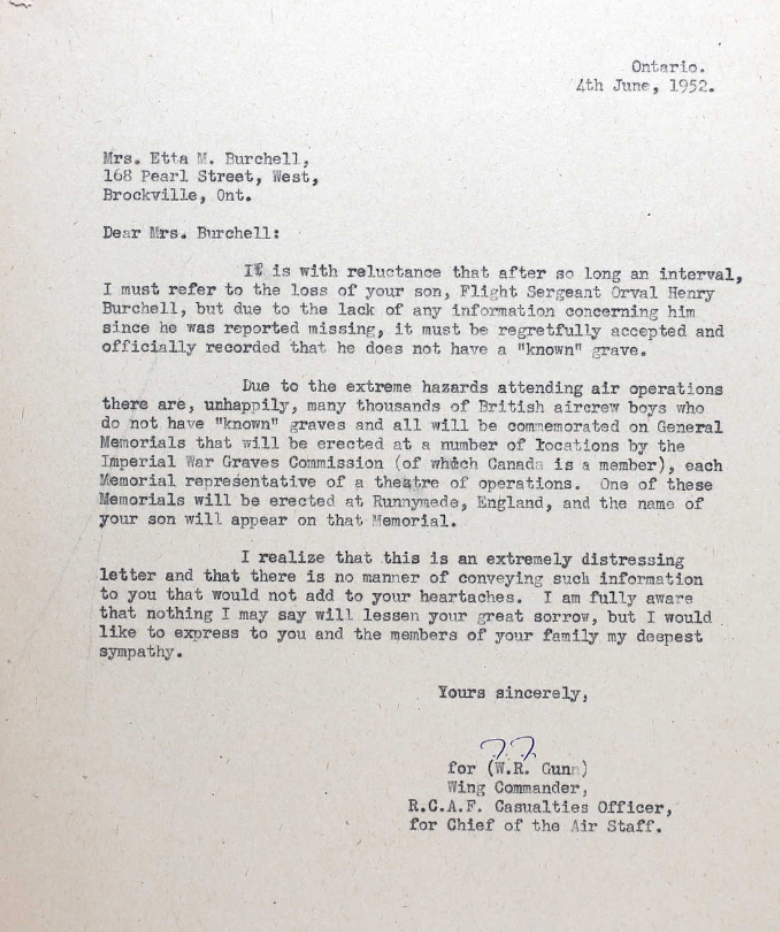 Ontario.
4th June, 1952.
Mrs. Etta M. Burchell,
168 Pearl Street, West,
Brockville, Ont.
Dear Mrs. Burchell:
It is with reluctance that after so long an interval,
I must refer to the loss of your son, Flight Sergeant Orval Henry
Burchell, but due to the lack of any information concerning him
since he was reported missing, it must be regretfully accepted and
officially recorded that he does not have a "known" grave.
Due to the extreme hazards attending air operations
there are, unhappily, many thousands of British aircrew boys who
do not have "known" graves and all will be commemorated on General
Memorials that will be erected at a number of locations by the
Imperial War Graves Commission (of which Canada is a member), each
Memorial representative of a theatre of operations. One of these
Memorials will be erected at Runnymede, England, and the name of
your son will appear on that Memorial.
I realize that this is an extremely distressing
letter and that there is no manner of conveying such information
to you that would not add to your heartaches. I am fully aware
that nothing I may say will lessen your great sorrow, but I would
like to express to you and the members of your family my deepest
sympathy.
Yours sincerely,
for (W.R. Gunn)
Wing Commander,
R.C.A.F. Casualties Officer,
for Chief of the Air Staff.